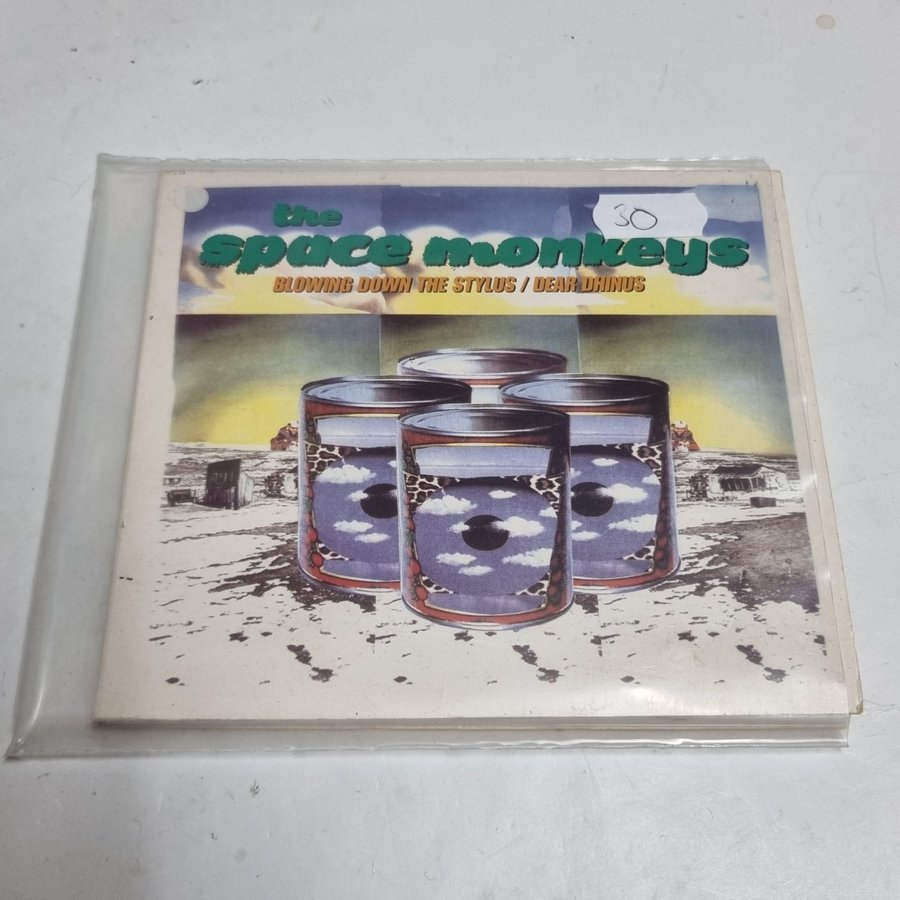 30
the
space monkeys
BLOWING DOWN THE STYLUS / DEAR DHINUS